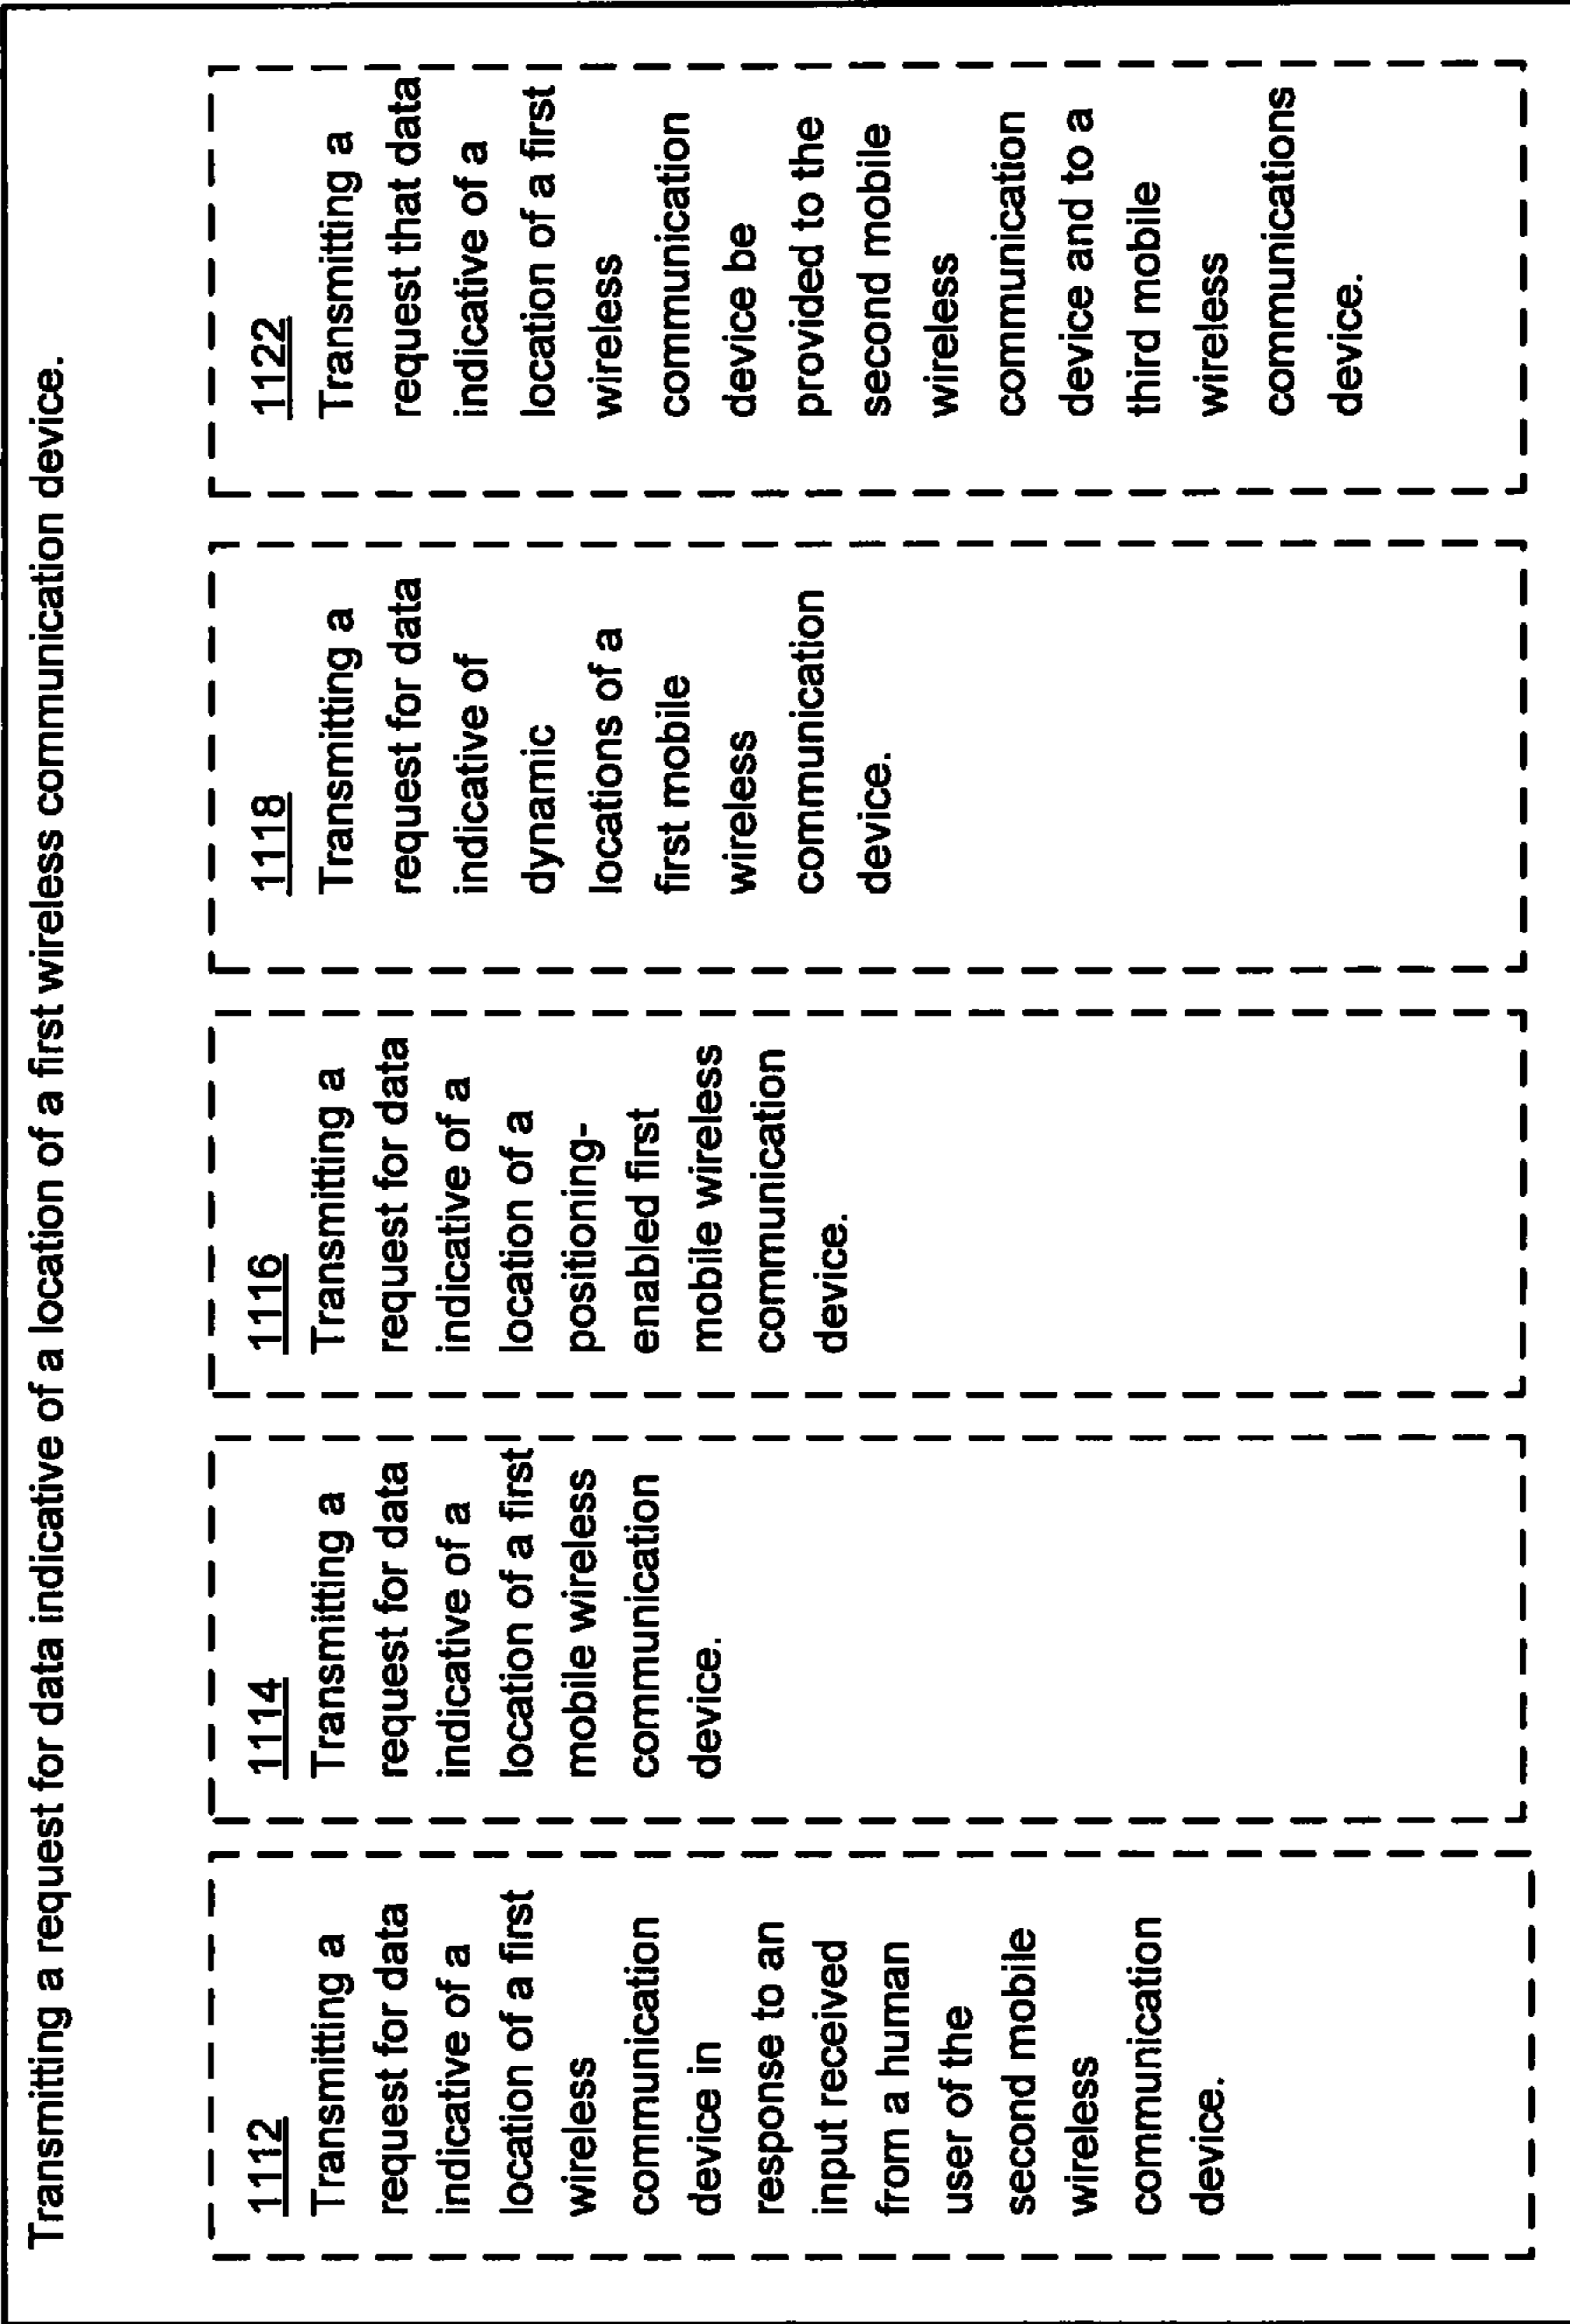 Transmitting a request for data indicative of a location of a first wireless communication device.
1112
Transmitting a
request for data
indicative of a
location of a first
wireless
communication
device in
response to an
input received
from a human
user of the
second mobile
wireless
communication
device.
1114
Transmitting a
request for data
indicative of a
location of a first
mobile wireless
communication
device.
1116
Transmitting a
request for data
indicative of a
location of a
positioning-
enabled first
mobile wireless
communication
device.
1118
Transmitting a
request for data
indicative of
dynamic
locations of a
first mobile
wireless
communication
device.
1122
Transmitting a
request that data
indicative of a
location of a first
wireless
communication
device be
provided to the
second mobile
wireless
communication
device and to a
third mobile
wireless
communications
device.